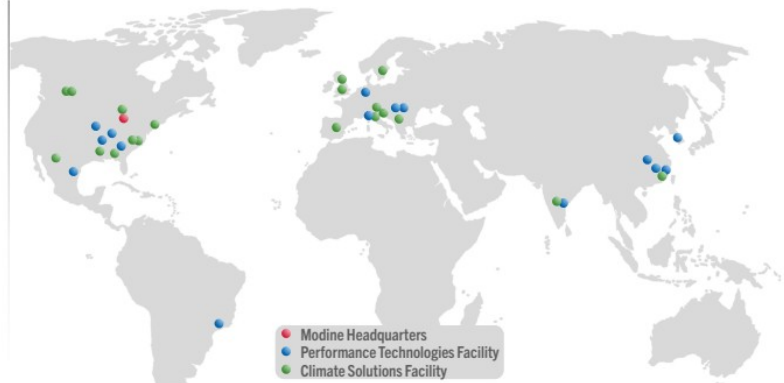 Modine Headquarters
Performance Technologies Facility
Climate Solutions Facility